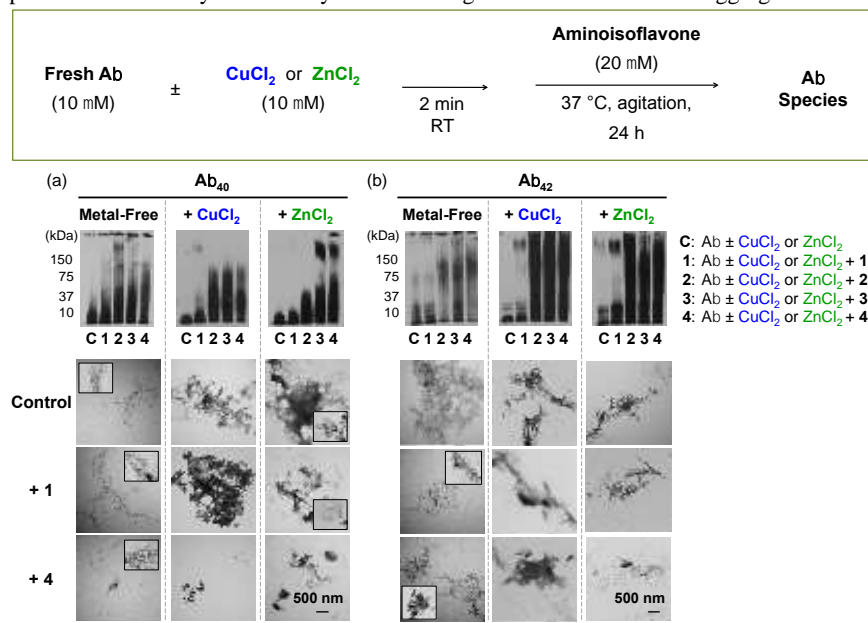 Aminoisoflavone
Fresh Ab CuCl2 or ZnCl2 (20 mM) Ab
(10 mM) ± (10 mM) 2 min 37 °C, agitation, Species
RT 24 h
(a) Ab40 (b) Ab42
Metal-Free + CuCl2 + ZnCl2 Metal-Free + CuCl2 + ZnCl2
(kDa) (kDa)
150 150
75 75
37 37
10 10
C 1 2 3 4 C 1 2 3 4 C 1 2 3 4 C 1 2 3 4 C 1 2 3 4 C 1 2 3 4
C: Ab ± CuCl2 or ZnCl2
1: Ab ± CuCl2 or ZnCl2 + 1
2: Ab ± CuCl2 or ZnCl2 + 2
3: Ab ± CuCl2 or ZnCl2 + 3
4: Ab ± CuCl2 or ZnCl2 + 4
Control
+ 1
+ 4
500 nm 500 nm